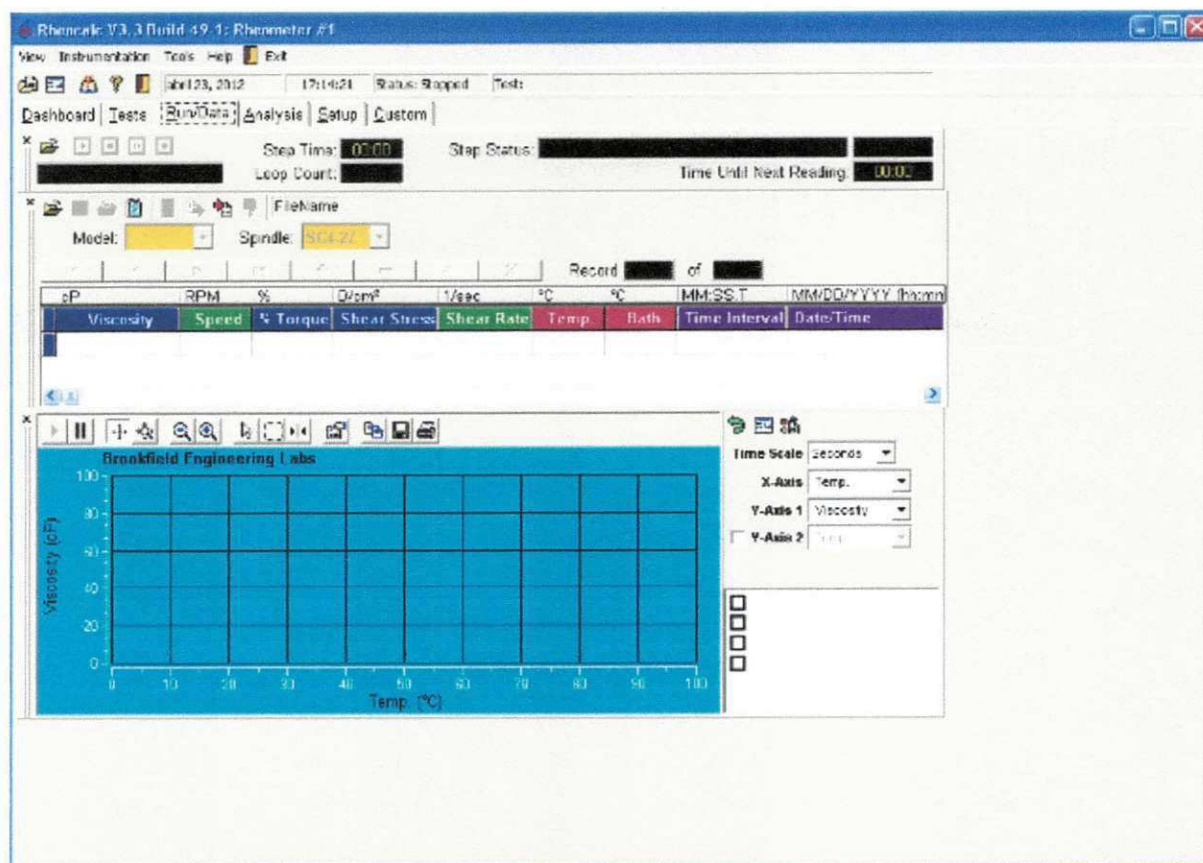 Rheocalc V3.3 Build 49-1: Rheometer #1
View Instrumentation Tools Help Exit
abril 23, 2012 17:14:21 Status: Stopped Test:
Dashboard Tests Run/Data Analysis Setup Custom
Step Time: 00:00 Step Status:
Loop Count: Time Until Next Reading: 00:00
FileName
Model: Spindle: SC4-27
Record of
cP RPM % D/cm² 1/sec °C °C MM:SS.T MM/DD/YYYY (hh:mm
Viscosity Speed % Torque Shear Stress Shear Rate Temp. Bath Time Interval Date/Time
Brookfield Engineering Labs
Time Scale Seconds
X-Axis Temp.
Y-Axis 1 Viscosity
Y-Axis 2 Temp.
Viscosity (cP)
100
80
60
40
20
0
0 10 20 30 40 50 60 70 80 90 100
Temp. (°C)